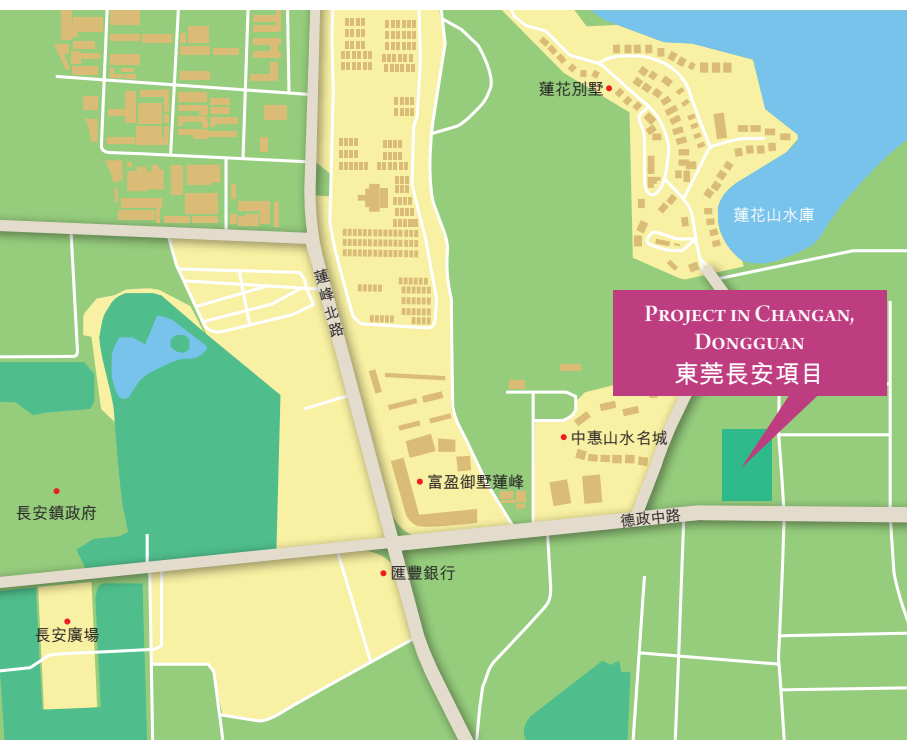 蓮花別墅
蓮花山水庫
蓮峰北路
PROJECT IN CHANGAN,
DONGGUAN
東莞長安項目
中惠山水名城
富盈御墅蓮峰
長安鎮政府
德政中路
匯豐銀行
長安廣場